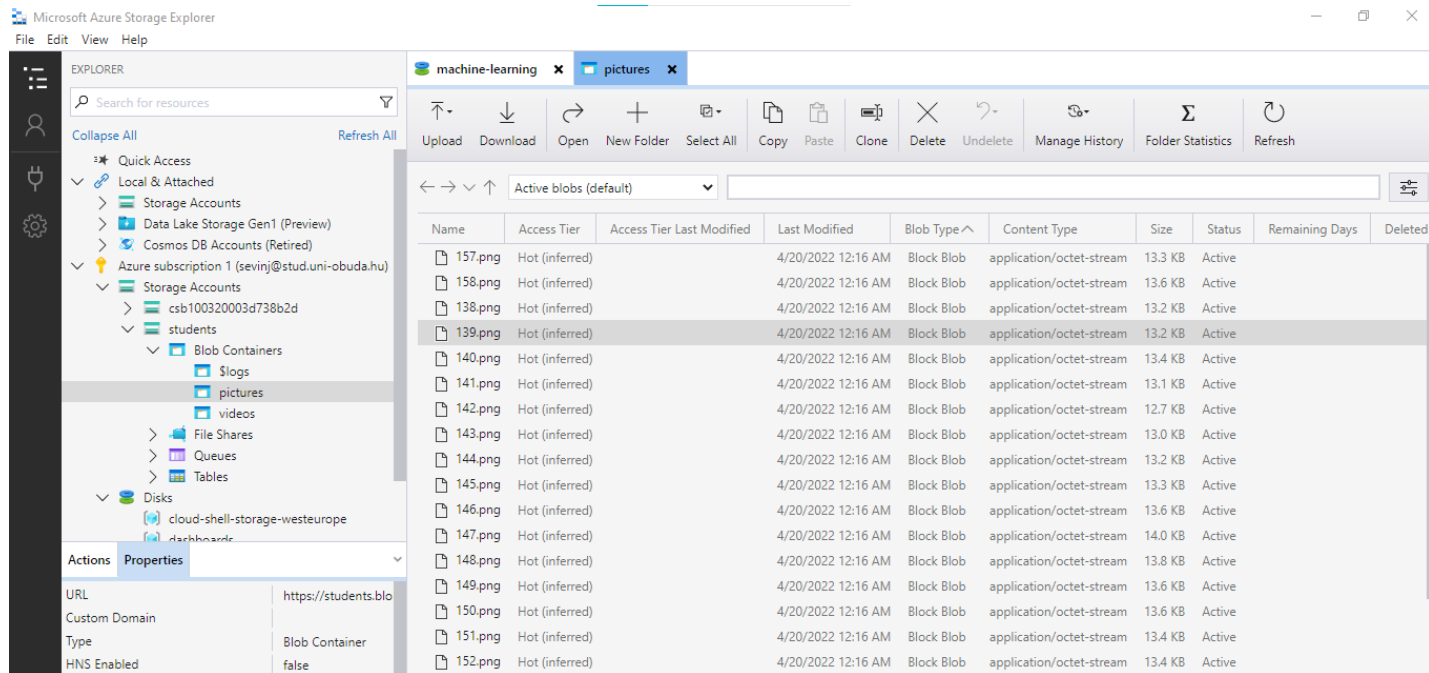 Microsoft Azure Storage Explorer
File Edit View Help
EXPLORER
Search for resources
Collapse All Refresh All
Quick Access
Local & Attached
Storage Accounts
Data Lake Storage Gen1 (Preview)
Cosmos DB Accounts (Retired)
Azure subscription 1 (sevinj@stud.uni-obuda.hu)
Storage Accounts
csb100320003d738b2d
students
Blob Containers
$logs
pictures
videos
File Shares
Queues
Tables
Disks
cloud-shell-storage-westeurope
dashboards
Actions Properties
URL https://students.blo
Custom Domain
Type Blob Container
HNS Enabled false
machine-learning pictures
Upload Download Open New Folder Select All Copy Paste Clone Delete Undelete Manage History Folder Statistics Refresh
Active blobs (default)
Name Access Tier Access Tier Last Modified Last Modified Blob Type Content Type Size Status Remaining Days Deleted
157.png Hot (inferred) 4/20/2022 12:16 AM Block Blob application/octet-stream 13.3 KB Active
158.png Hot (inferred) 4/20/2022 12:16 AM Block Blob application/octet-stream 13.6 KB Active
138.png Hot (inferred) 4/20/2022 12:16 AM Block Blob application/octet-stream 13.2 KB Active
139.png Hot (inferred) 4/20/2022 12:16 AM Block Blob application/octet-stream 13.2 KB Active
140.png Hot (inferred) 4/20/2022 12:16 AM Block Blob application/octet-stream 13.4 KB Active
141.png Hot (inferred) 4/20/2022 12:16 AM Block Blob application/octet-stream 13.1 KB Active
142.png Hot (inferred) 4/20/2022 12:16 AM Block Blob application/octet-stream 12.7 KB Active
143.png Hot (inferred) 4/20/2022 12:16 AM Block Blob application/octet-stream 13.0 KB Active
144.png Hot (inferred) 4/20/2022 12:16 AM Block Blob application/octet-stream 13.2 KB Active
145.png Hot (inferred) 4/20/2022 12:16 AM Block Blob application/octet-stream 13.3 KB Active
146.png Hot (inferred) 4/20/2022 12:16 AM Block Blob application/octet-stream 13.6 KB Active
147.png Hot (inferred) 4/20/2022 12:16 AM Block Blob application/octet-stream 14.0 KB Active
148.png Hot (inferred) 4/20/2022 12:16 AM Block Blob application/octet-stream 13.8 KB Active
149.png Hot (inferred) 4/20/2022 12:16 AM Block Blob application/octet-stream 13.6 KB Active
150.png Hot (inferred) 4/20/2022 12:16 AM Block Blob application/octet-stream 13.6 KB Active
151.png Hot (inferred) 4/20/2022 12:16 AM Block Blob application/octet-stream 13.4 KB Active
152.png Hot (inferred) 4/20/2022 12:16 AM Block Blob application/octet-stream 13.4 KB Active